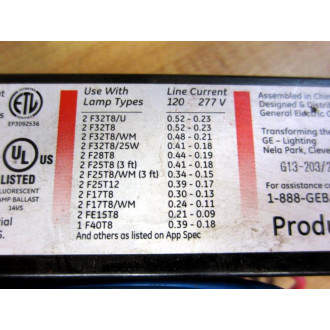 ETL
EP3092536
UL US
LISTED
FLUORESCENT
LAMP BALLAST
14VS
Use With Line Current
Lamp Types 120 277 V
2 F32T8/U 0.52 - 0.23
2 F32T8 0.52 - 0.23
2 F32T8/WM 0.48 - 0.21
2 F32T8/25W 0.41 - 0.18
2 F28T8 0.44 - 0.19
2 F25T8 (3 ft) 0.41 - 0.18
2 F25T8/WM (3 ft) 0.34 - 0.15
2 F25T12 0.39 - 0.17
2 F17T8 0.30 - 0.13
2 F17T8/WM 0.24 - 0.11
2 FE15T8 0.21 - 0.09
1 F40T8 0.39 - 0.18
And others as listed on App Spec
Assembled in Chin
Designed & Distrib
General Electric C
Transforming the
GE - Lighting
Nela Park, Cleve
G13-203/2
For assistance c
1-888-GEB
Produ